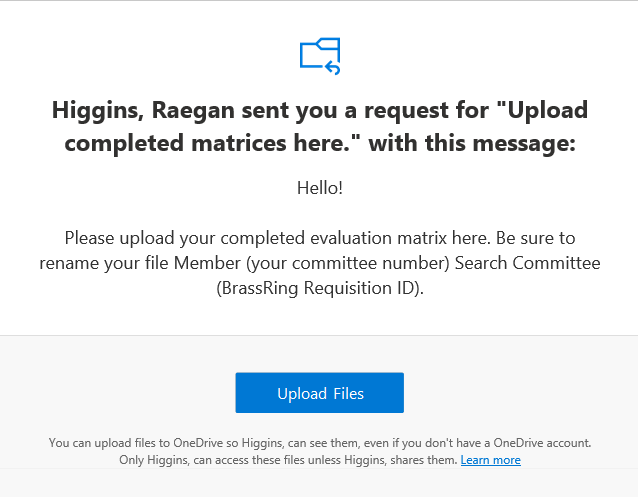 Higgins, Raegan sent you a request for "Upload
completed matrices here." with this message:
Hello!
Please upload your completed evaluation matrix here. Be sure to
rename your file Member (your committee number) Search Committee
(BrassRing Requisition ID).
Upload Files
You can upload files to OneDrive so Higgins, can see them, even if you don't have a OneDrive account.
Only Higgins, can access these files unless Higgins, shares them. Learn more